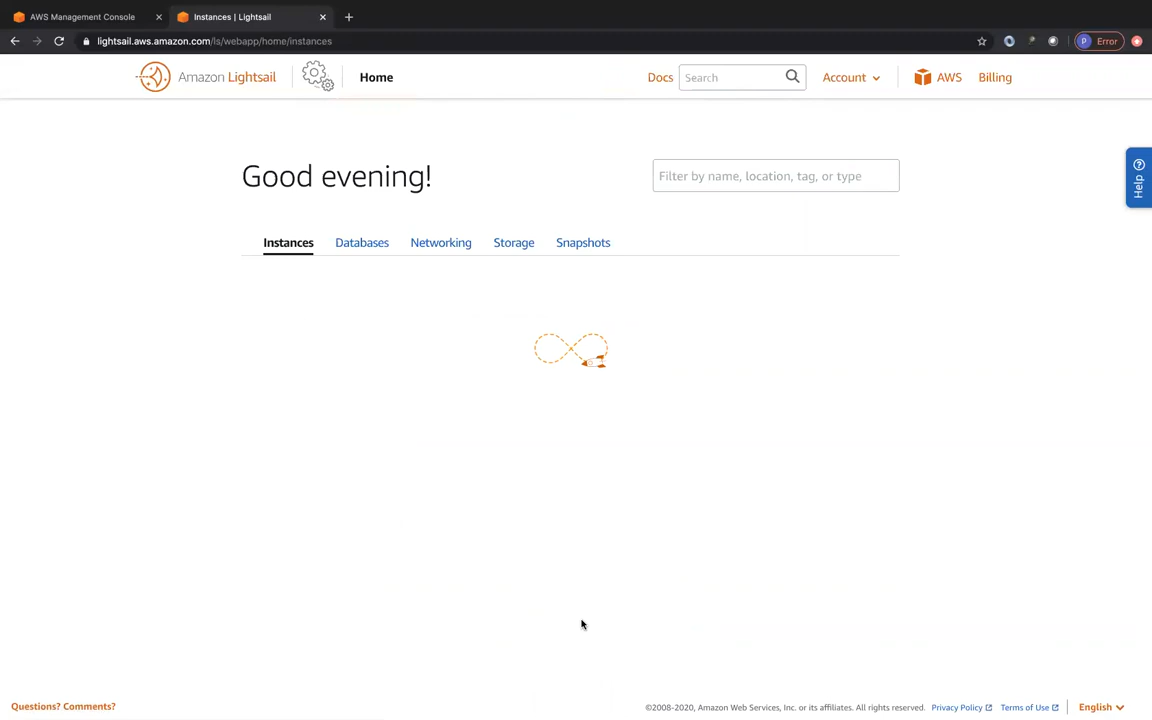 AWS Management Console
Instances | Lightsail
lightsail.aws.amazon.com/ls/webapp/home/instances
P Error
Amazon Lightsail
Home
Docs
Search
Account
AWS
Billing
Good evening!
Filter by name, location, tag, or type
Help
Instances
Databases
Networking
Storage
Snapshots
Questions? Comments?
©2008-2020, Amazon Web Services, Inc. or its affiliates. All rights reserved.
Privacy Policy
Terms of Use
English